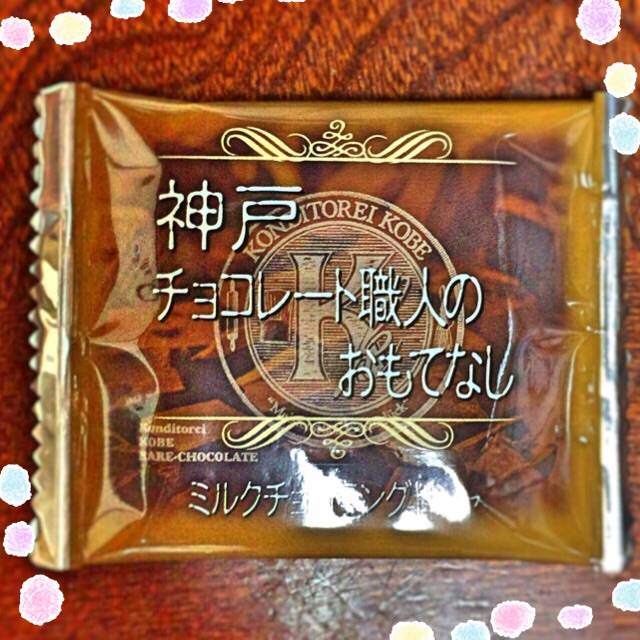 KONDITOREI KOBE
神戸
チョコレート職人の
おもてなし
Konditorei
KOBE
RARE-CHOCOLATE